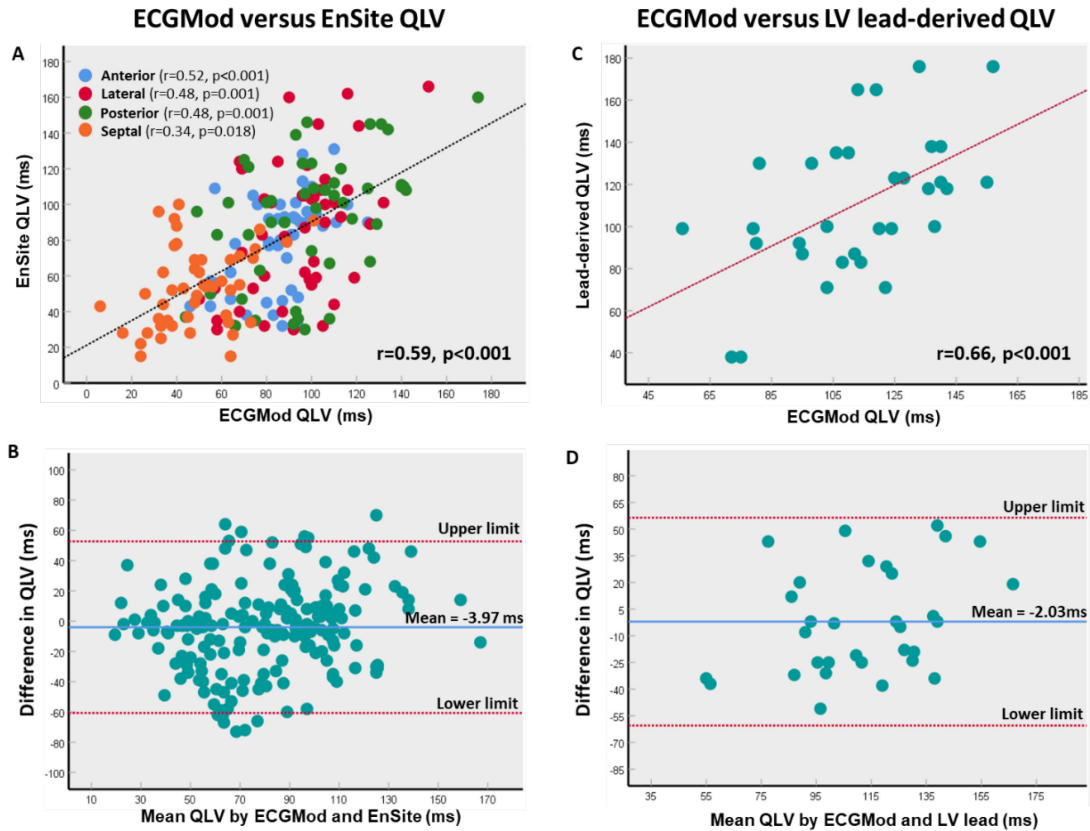 ECGMod versus EnSite QLV
ECGMod versus LV lead-derived QLV
A
EnSite QLV (ms)
180
160
140
120
100
80
60
40
20
0
Anterior (r=0.52, p<0.001)
Lateral (r=0.48, p=0.001)
Posterior (r=0.48, p=0.001)
Septal (r=0.34, p=0.018)
r=0.59, p<0.001
0 20 40 60 80 100 120 140 160 180
ECGMod QLV (ms)
C
Lead-derived QLV (ms)
180
160
140
120
100
80
60
40
r=0.66, p<0.001
45 65 85 105 125 145 165 185
ECGMod QLV (ms)
B
Difference in QLV (ms)
100
80
60
40
20
0
-20
-40
-60
-80
-100
Upper limit
Mean = -3.97 ms
Lower limit
10 30 50 70 90 110 130 150 170
Mean QLV by ECGMod and EnSite (ms)
D
Difference in QLV (ms)
80
65
50
35
20
5
-10
-25
-40
-55
-70
-85
Upper limit
Mean = -2.03ms
Lower limit
35 55 75 95 115 135 155 175
Mean QLV by ECGMod and LV lead (ms)